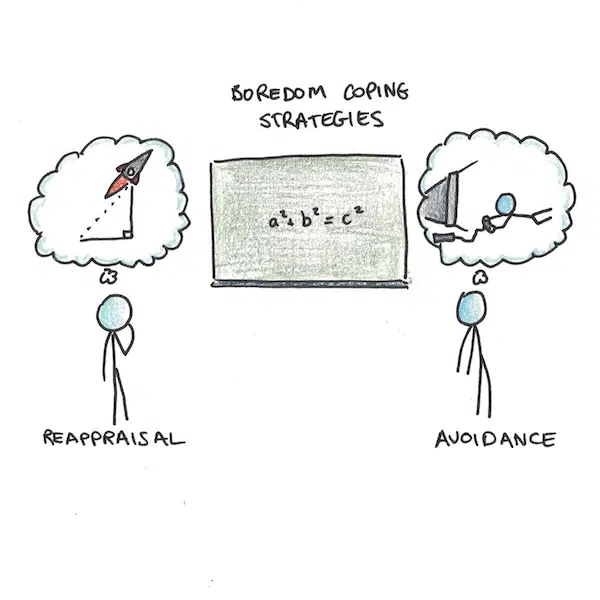 BOREDOM COPING
STRATEGIES
a² + b² = c²
REAPPRAISAL
AVOIDANCE